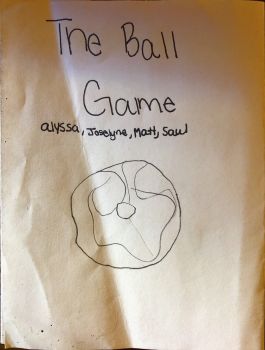 The Ball
Game
alyssa, Joselyne, Matt, Saul